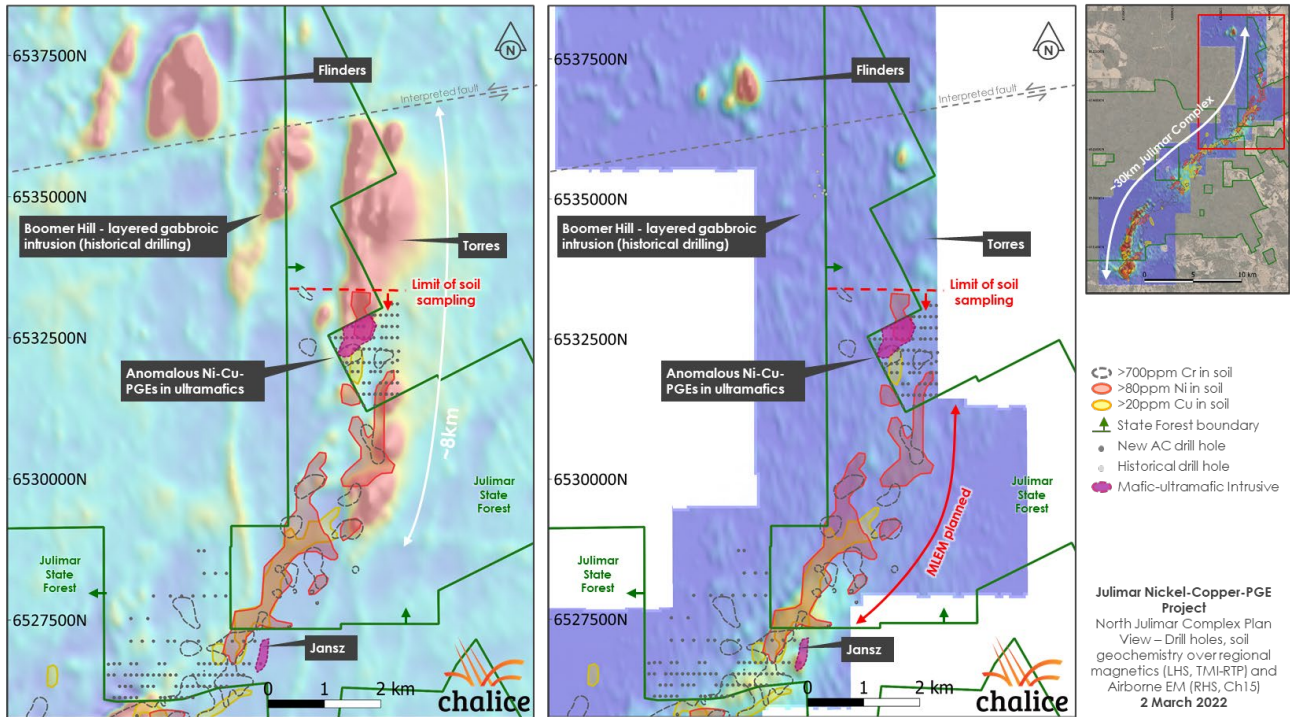 6537500N
Flinders
N
Interpreted fault
6535000N
Boomer Hill - layered gabbroic
intrusion (historical drilling)
Torres
Limit of soil
sampling
6532500N
Anomalous Ni-Cu-
PGEs in ultramafics
~8km
6530000N
Julimar
State
Forest
Julimar
State
Forest
6527500N
Jansz
0 1 2 km
chalice
6537500N
Flinders
N
Interpreted fault
6535000N
Boomer Hill - layered gabbroic
intrusion (historical drilling)
Torres
Limit of soil
sampling
6532500N
Anomalous Ni-Cu-
PGEs in ultramafics
6530000N
Julimar
State
Forest
MLEM planned
Julimar
State
Forest
6527500N
Jansz
0 1 2 km
chalice
~30km Julimar Complex
0 5 10 km
>700ppm Cr in soil
>80ppm Ni in soil
>20ppm Cu in soil
State Forest boundary
New AC drill hole
Historical drill hole
Mafic-ultramafic Intrusive
Julimar Nickel-Copper-PGE
Project
North Julimar Complex Plan
View – Drill holes, soil
geochemistry over regional
magnetics (LHS, TMI-RTP) and
Airborne EM (RHS, Ch15)
2 March 2022